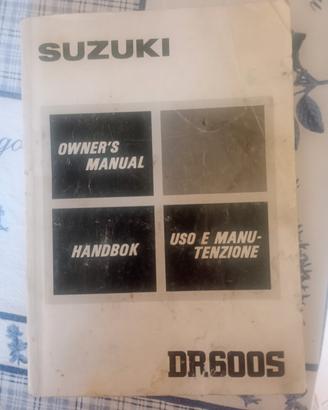 SUZUKI
OWNER'S
MANUAL
HANDBOK
USO E MANU-
TENZIONE
DR600S